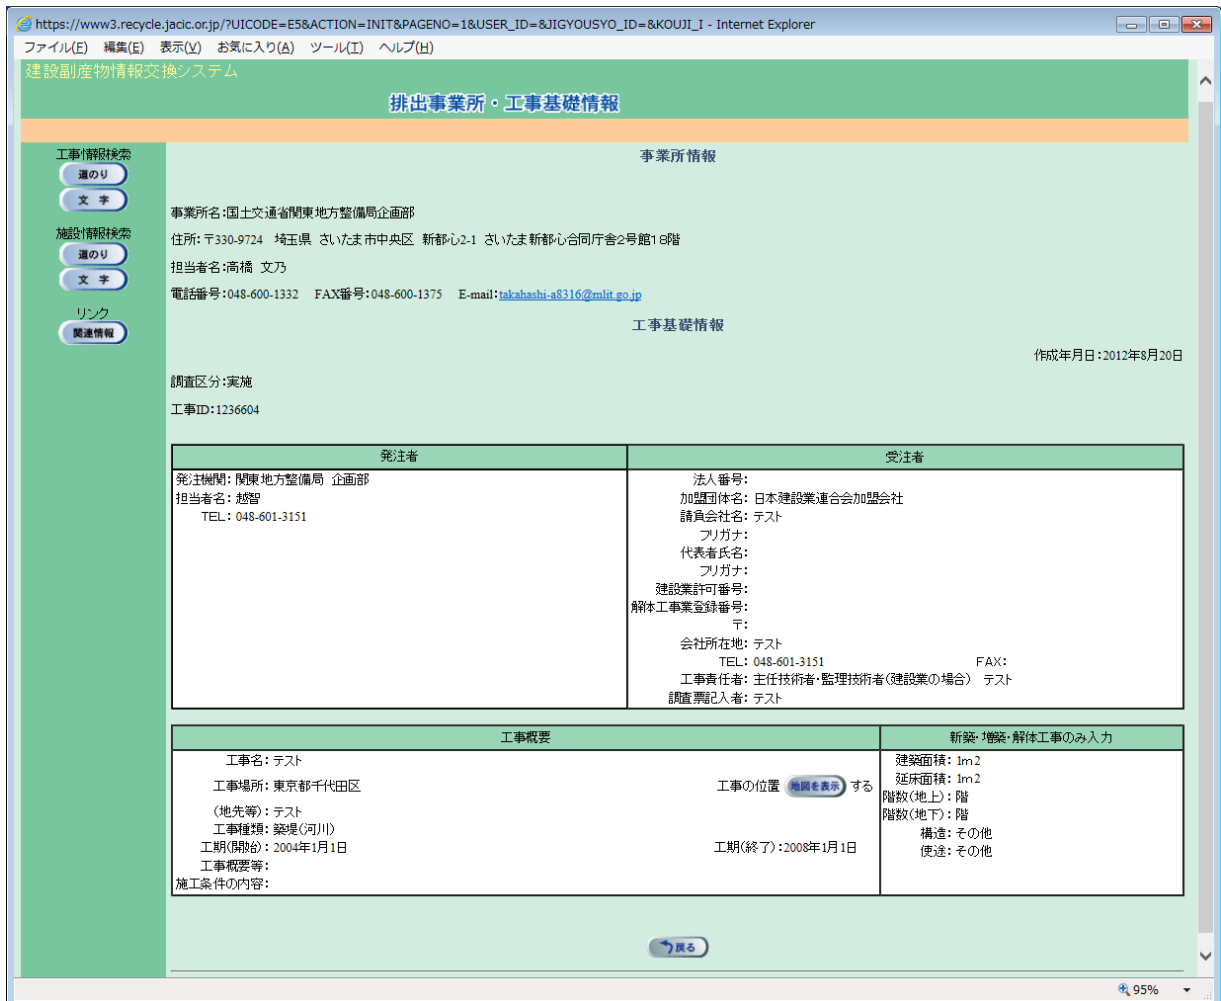 https://www3.recycle.jacic.or.jp/?UICODE=E5&ACTION=INIT&PAGENO=1&USER_ID=&JIGYOUSYO_ID=&KOUJI_I - Internet Explorer
ファイル(F) 編集(E) 表示(V) お気に入り(A) ツール(T) ヘルプ(H)
建設副産物情報交換システム
排出事業所・工事基礎情報
工事情報検索
道のり
文 字
施設情報検索
道のり
文 字
リンク
関連情報
事業所情報
事業所名:国土交通省関東地方整備局企画部
住所:〒330-9724 埼玉県 さいたま市中央区 新都心2-1 さいたま新都心合同庁舎2号館18階
担当者名:高橋 文乃
電話番号:048-600-1332 FAX番号:048-600-1375 E-mail:takahashi-a8316@mlit.go.jp
工事基礎情報
作成年月日:2012年8月20日
調査区分:実施
工事ID:1236604
発注者
発注機関:関東地方整備局 企画部
担当者名:越智
TEL:048-601-3151
受注者
法人番号:
加盟団体名:日本建設業連合会加盟会社
請負会社名:テスト
フリガナ:
代表者氏名:
フリガナ:
建設業許可番号:
解体工事業登録番号:
〒:
会社所在地:テスト
TEL:048-601-3151 FAX:
工事責任者:主任技術者・監理技術者(建設業の場合) テスト
調査票記入者:テスト
工事概要
工事名:テスト
工事場所:東京都千代田区 工事の位置 地図を表示 する
(地先等):テスト
工事種類:築堤(河川)
工期(開始):2004年1月1日 工期(終了):2008年1月1日
工事概要等:
施工条件の内容:
新築・増築・解体工事のみ入力
建築面積:1m2
延床面積:1m2
階数(地上):階
階数(地下):階
構造:その他
使途:その他
戻る
95%